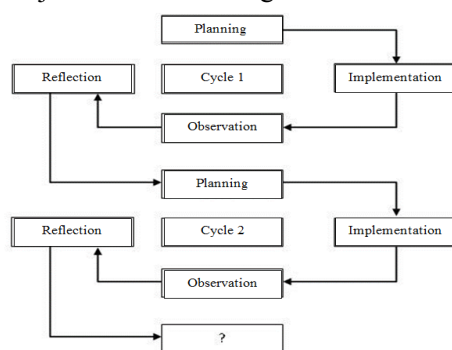 Planning
Reflection
Cycle 1
Implementation
Observation
Planning
Reflection
Cycle 2
Implementation
Observation
?